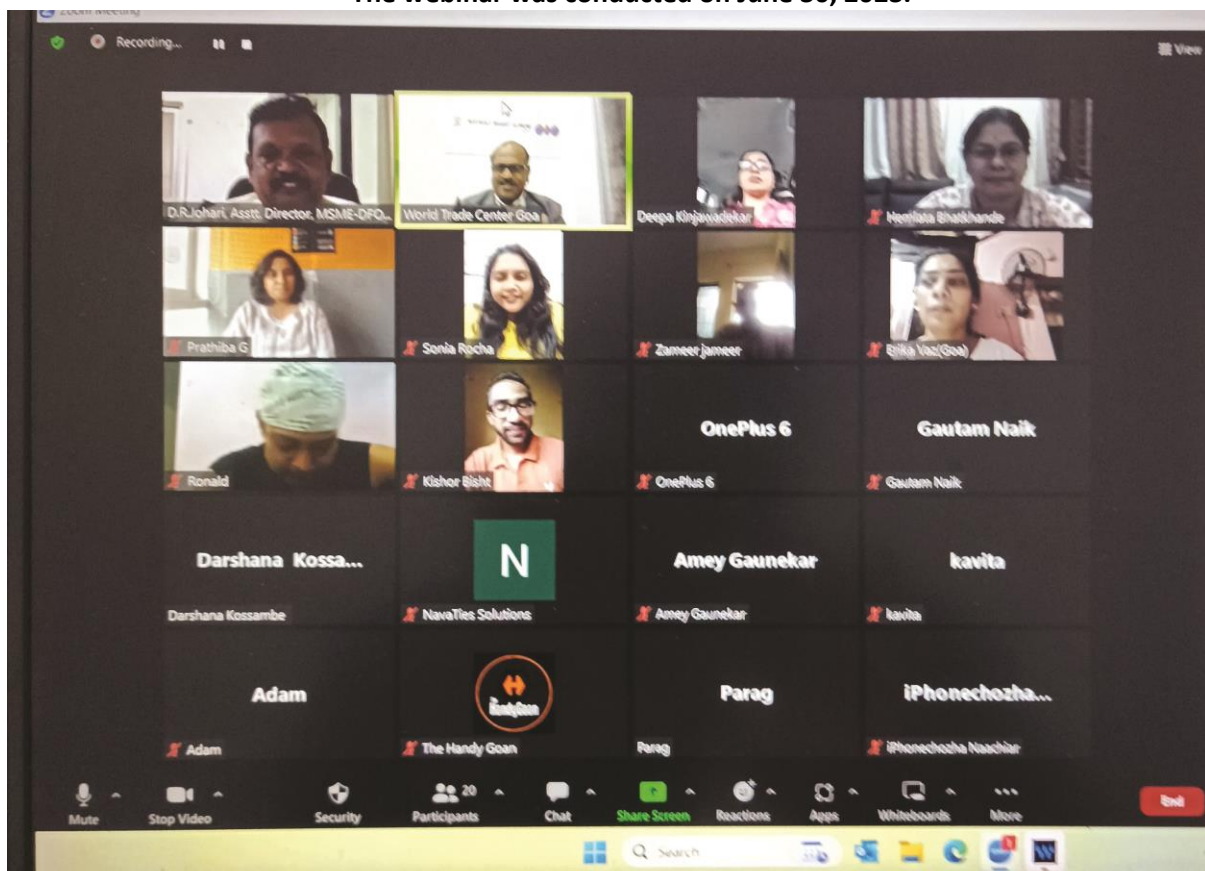 The webinar was conducted on June 30, 2023.
Zoom Meeting
Recording...
View
D.R.Johari, Asstt. Director, MSME-DFO...
World Trade Center Goa
Deepa Kinjawadekar
Hemlata Bhatkhande
Prathiba G
Sonia Rocha
Zameer jameer
Erika Vaz(Goa)
Ronald
Kishor Bisht
OnePlus 6
OnePlus 6
Gautam Naik
Gautam Naik
Darshana Kossa...
Darshana Kossambe
N
NavaTies Solutions
Amey Gaunekar
Amey Gaunekar
kavita
kavita
Adam
Adam
The Handy Goan
Parag
Parag
iPhonechozha...
iPhonechozha Naachiar
Mute
Stop Video
Security
Participants
20
Chat
Share Screen
Reactions
Apps
Whiteboards
More
End
Search